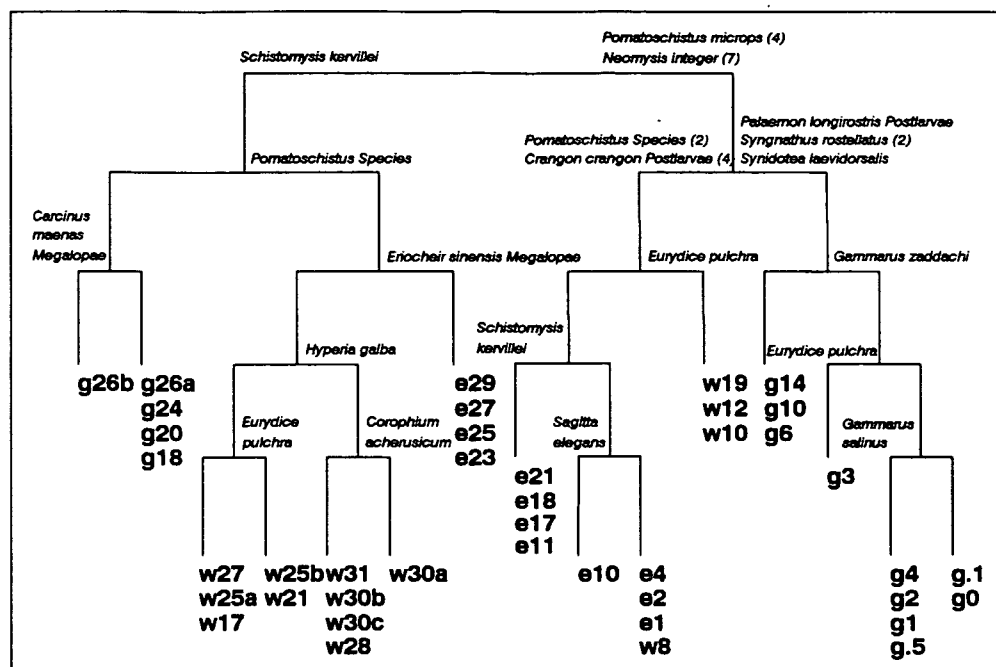 Pomatoschistus microps (4)
Schistomysis kervillei
Neomysis integer (7)
Palaemon longirostris Postlarvae
Pomatoschistus Species (2)
Syngnathus rostellatus (2)
Pomatoschistus Species
Crangon crangon Postlarvae (4)
Synidotea laevidorsalis
Carcinus
maenas
Megalopae
Eriocheir sinensis Megalopae
Eurydice pulchra
Gammarus zaddachi
Schistomysis
kervillei
Hyperia galba
Eurydice pulchra
g26b
g26a
g24
g20
g18
e29
e27
e25
e23
w19
w12
w10
g14
g10
g6
Eurydice
pulchra
Corophium
acherusicum
Sagitta
elegans
Gammarus
salinus
e21
e18
e17
e11
g3
w27
w25a
w17
w25b
w21
w31
w30b
w30c
w28
w30a
e10
e4
e2
e1
w8
g4
g2
g1
g.5
g.1
g0